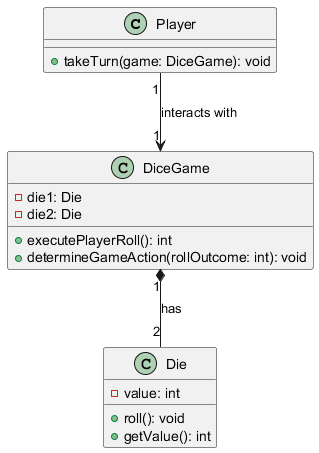 C Player
takeTurn(game: DiceGame): void
1
interacts with
1
C DiceGame
die1: Die
die2: Die
executePlayerRoll(): int
determineGameAction(rollOutcome: int): void
1
has
2
C Die
value: int
roll(): void
getValue(): int